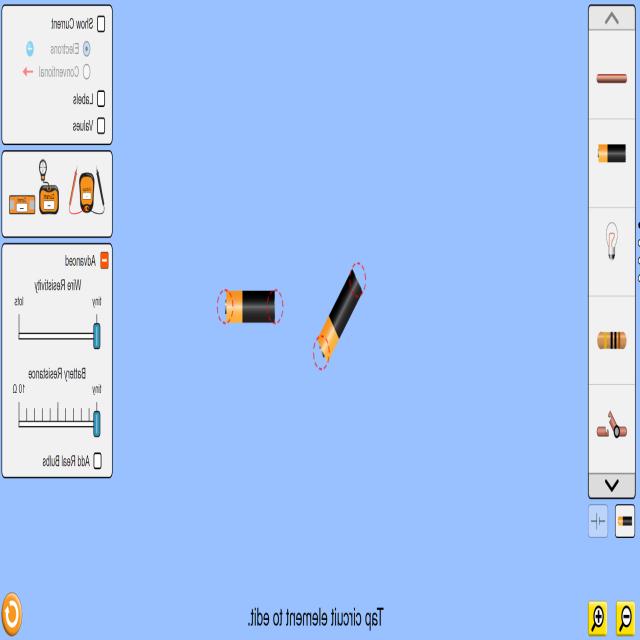 Show Current
Electrons
Conventional
Labels
Values
Advanced
Wire Resistivity
tiny
lots
Battery Resistance
tiny
10 Ω
Add Real Bulbs
Tap circuit element to edit.